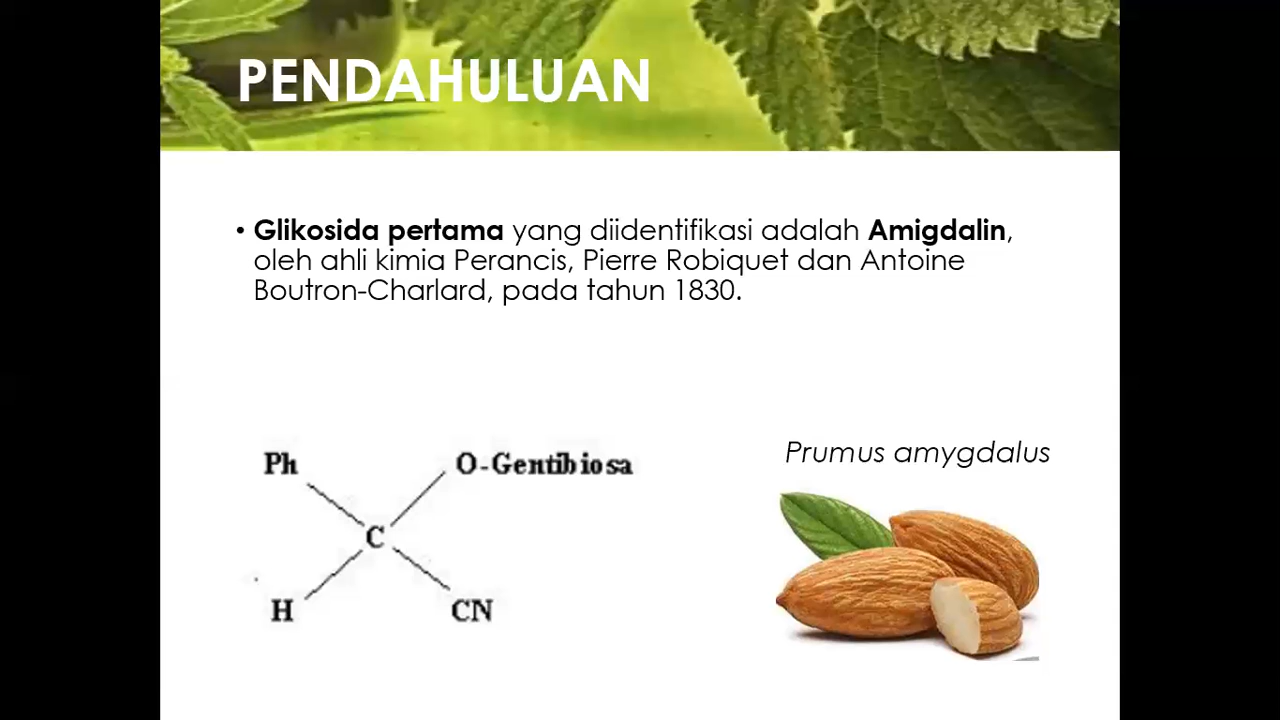 PENDAHULUAN
• Glikosida pertama yang diidentifikasi adalah Amigdalin,
oleh ahli kimia Perancis, Pierre Robiquet dan Antoine
Boutron-Charlard, pada tahun 1830.
Prumus amygdalus
Ph
O-Gentibiosa
C
H
CN